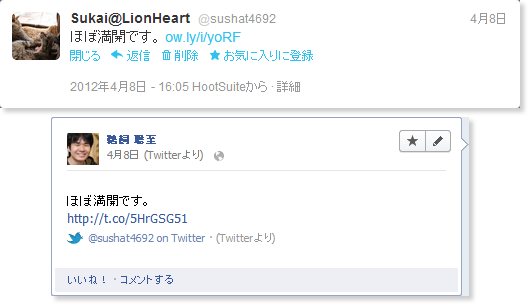 Sukai@LionHeart @sushat4692 4月8日
ほぼ満開です。 ow.ly/i/yoRF
閉じる 返信 削除 お気に入りに登録
2012年4月8日 - 16:05 HootSuiteから · 詳細
鵜飼 聡至
4月8日 (Twitterより)
ほぼ満開です。
http://t.co/5HrGSG51
@sushat4692 on Twitter · (Twitterより)
いいね！ · コメントする